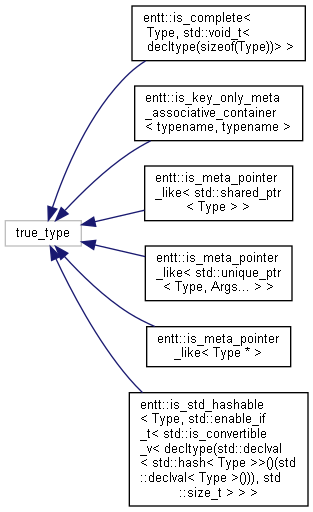 entt::is_complete<
Type, std::void_t<
decltype(sizeof(Type))> >
entt::is_key_only_meta
_associative_container
< typename, typename >
entt::is_meta_pointer
_like< std::shared_ptr
< Type > >
true_type
entt::is_meta_pointer
_like< std::unique_ptr
< Type, Args... > >
entt::is_meta_pointer
_like< Type * >
entt::is_std_hashable
< Type, std::enable_if
_t< std::is_convertible
_v< decltype(std::declval
< std::hash< Type >>()(std
::declval< Type >())), std
::size_t > > >